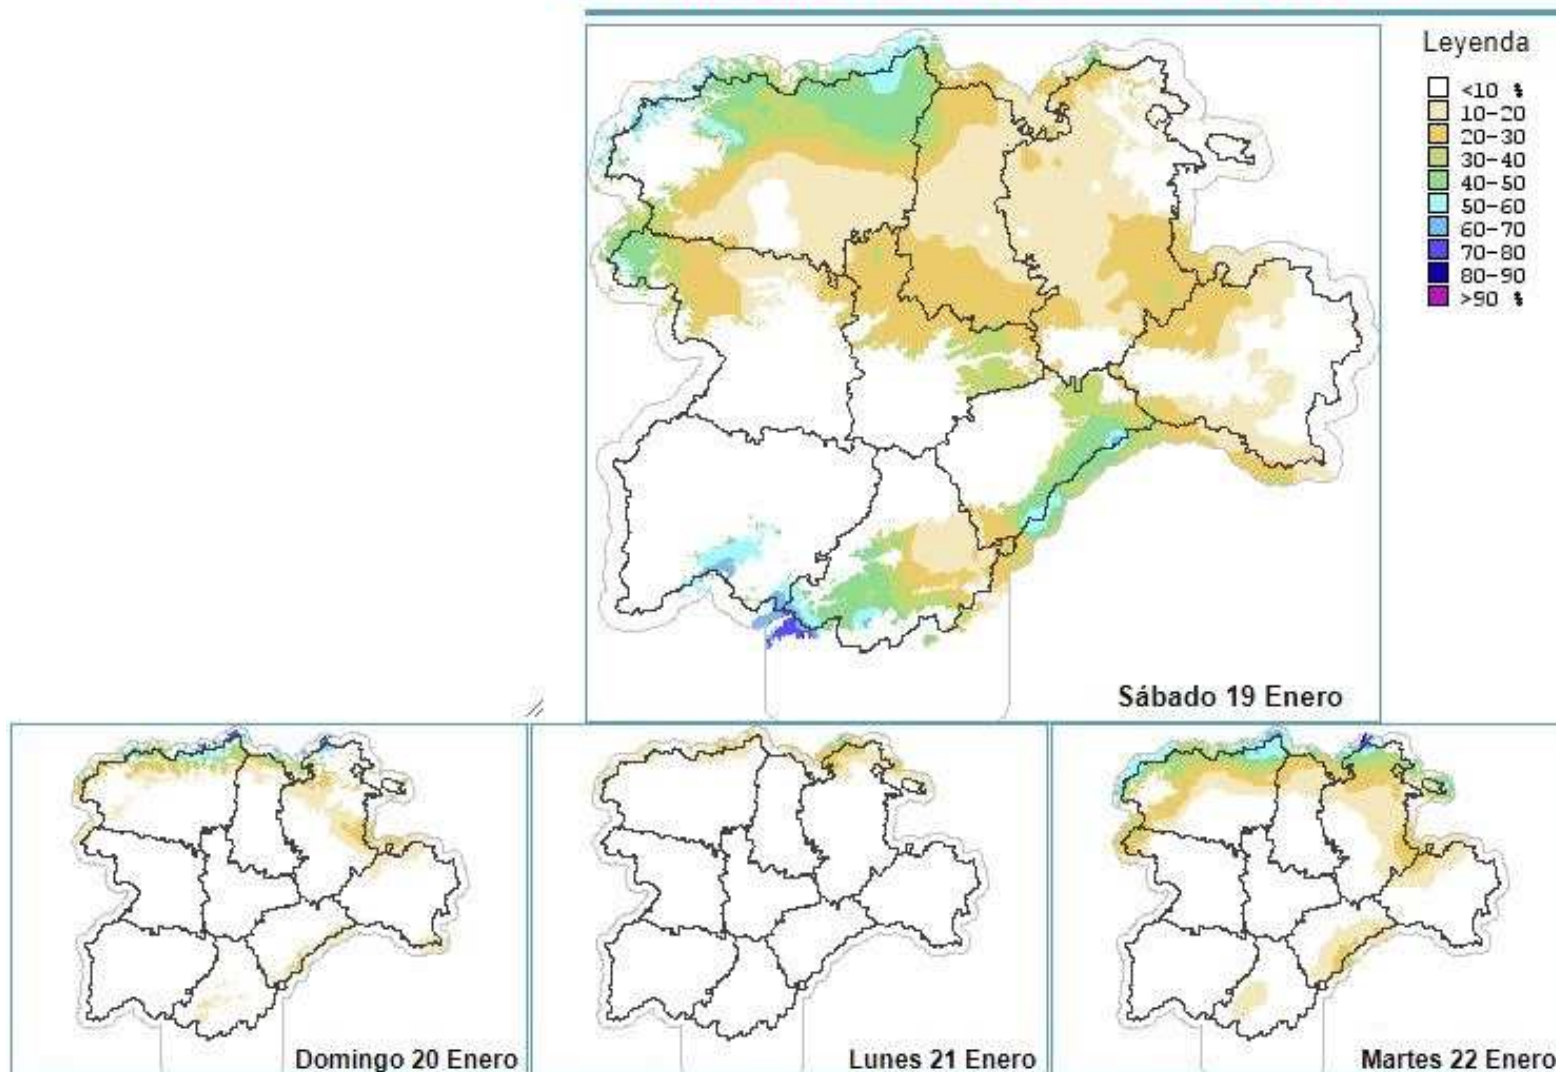 Leyenda
<10 %
10-20
20-30
30-40
40-50
50-60
60-70
70-80
80-90
>90 %
Sábado 19 Enero
Domingo 20 Enero
Lunes 21 Enero
Martes 22 Enero